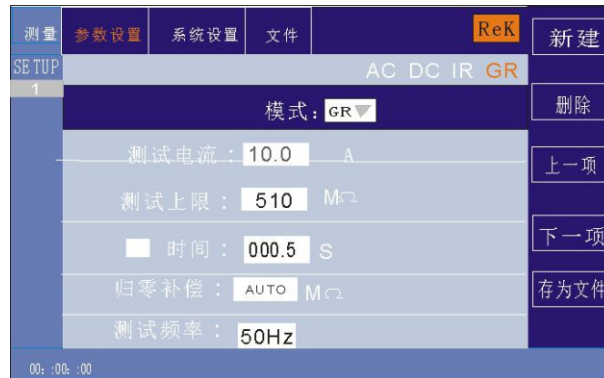 测量 参数设置 系统设置 文件 ReK 新建
SETUP AC DC IR GR
1 模式：GR 删除
测试电流：10.0 A 上一项
测试上限：510 MΩ
时间：000.5 S 下一项
归零补偿：AUTO MΩ 存为文件
测试频率：50Hz
00: :00: :00